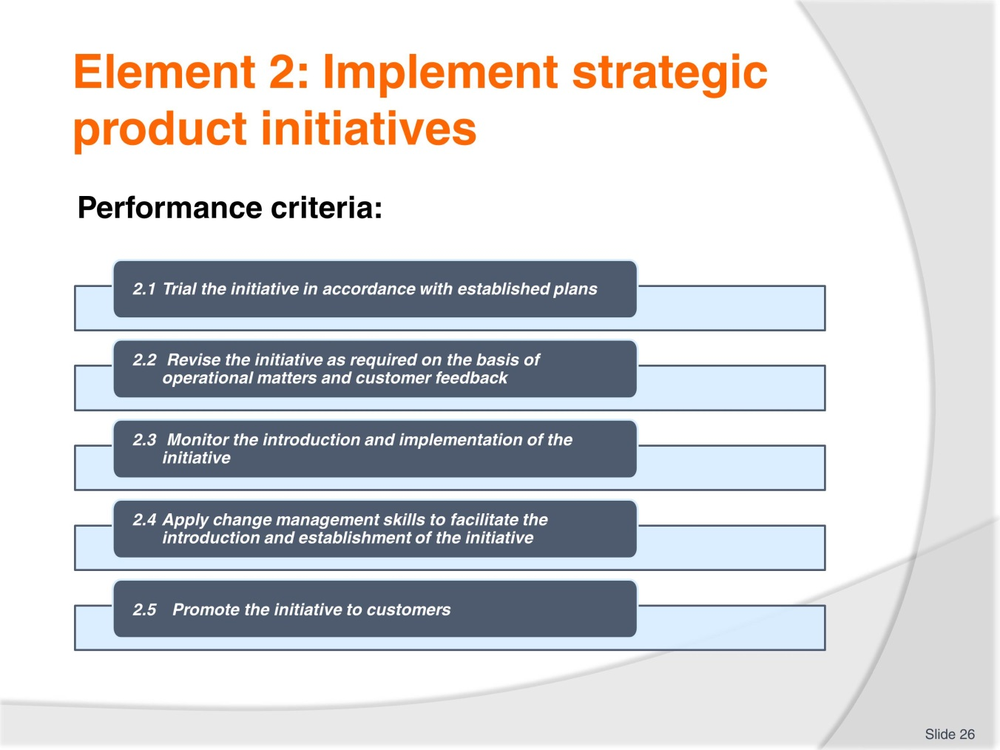 Element 2: Implement strategic
product initiatives
Performance criteria:
2.1 Trial the initiative in accordance with established plans
2.2 Revise the initiative as required on the basis of
operational matters and customer feedback
2.3 Monitor the introduction and implementation of the
initiative
2.4 Apply change management skills to facilitate the
introduction and establishment of the initiative
2.5 Promote the initiative to customers
Slide 26